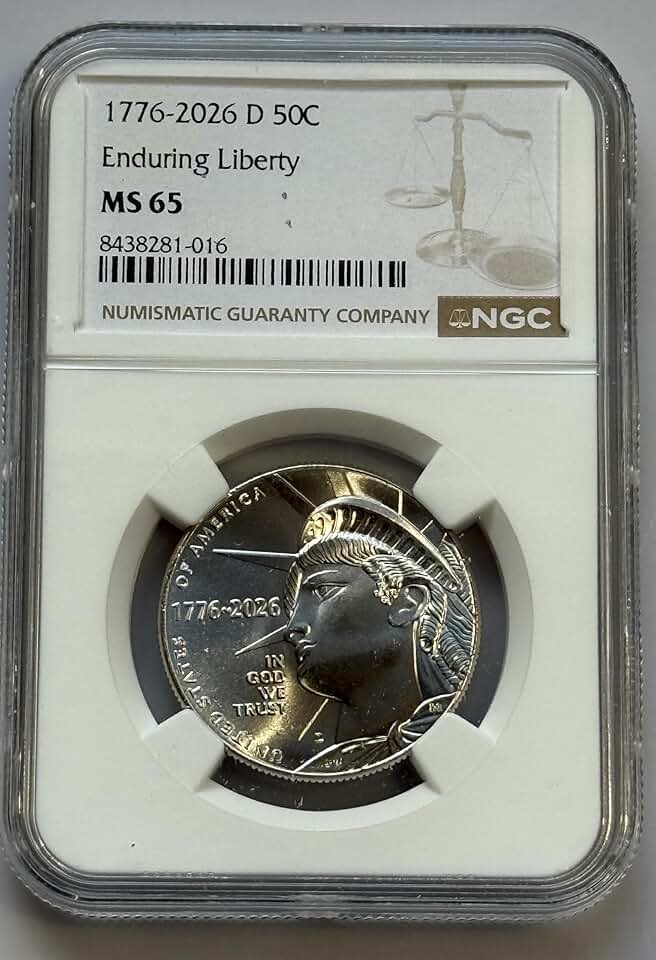 1776-2026 D 50C
Enduring Liberty
MS 65
8438281-016
NUMISMATIC GUARANTY COMPANY NGC
UNITED STATES OF AMERICA
1776~2026
IN
GOD
WE
TRUST